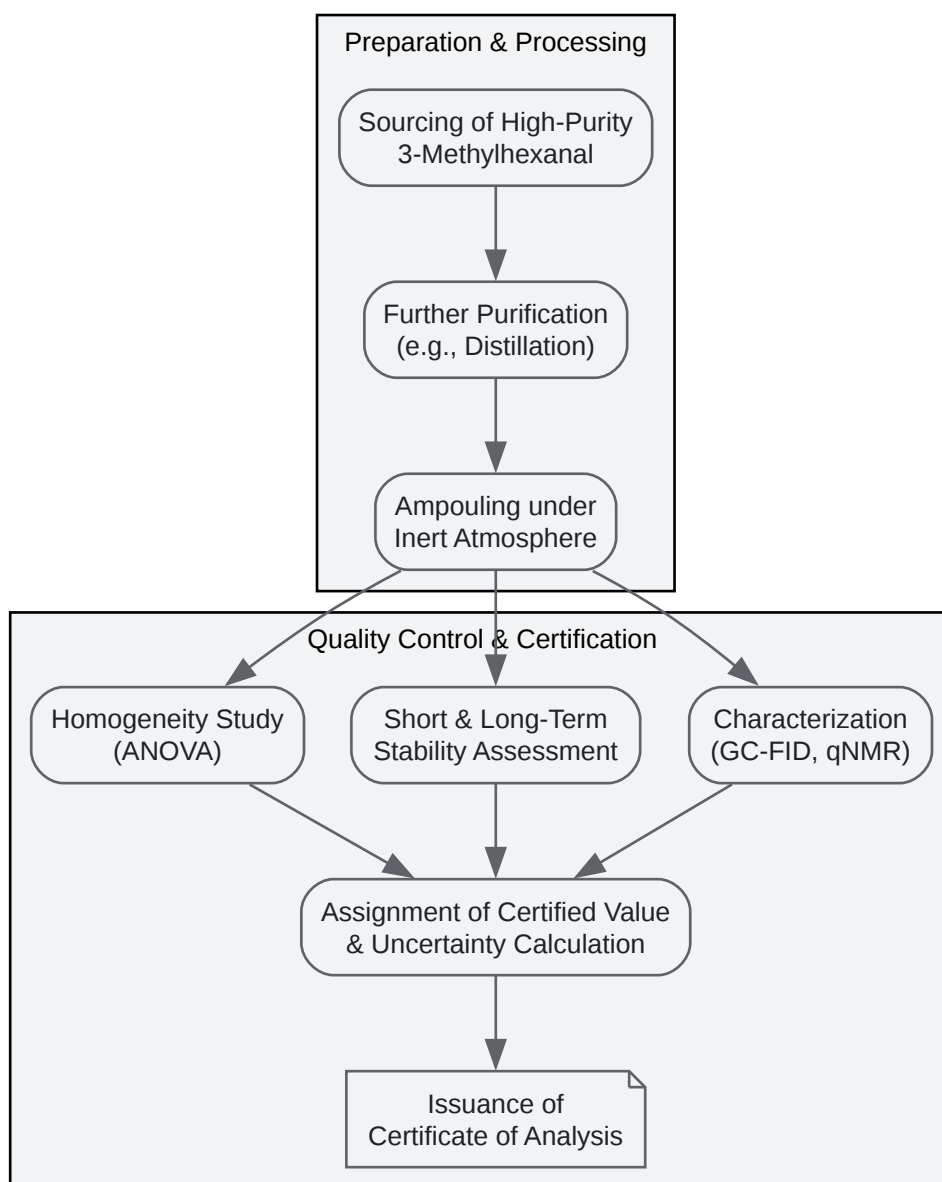 Preparation & Processing
Sourcing of High-Purity
3-Methylhexanal
Further Purification
(e.g., Distillation)
Ampouling under
Inert Atmosphere
Quality Control & Certification
Homogeneity Study
(ANOVA)
Short & Long-Term
Stability Assessment
Characterization
(GC-FID, qNMR)
Assignment of Certified Value
& Uncertainty Calculation
Issuance of
Certificate of Analysis